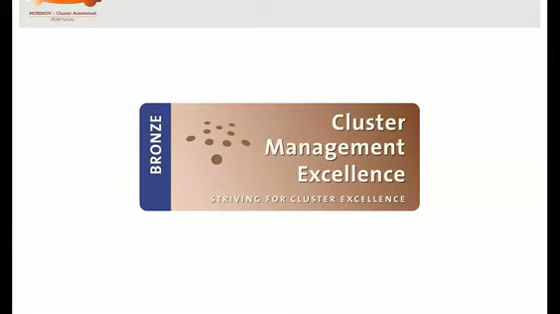 MOBINOV - Cluster Automóvel
PORTUGAL
BRONZE
Cluster
Management
Excellence
STRIVING FOR CLUSTER EXCELLENCE